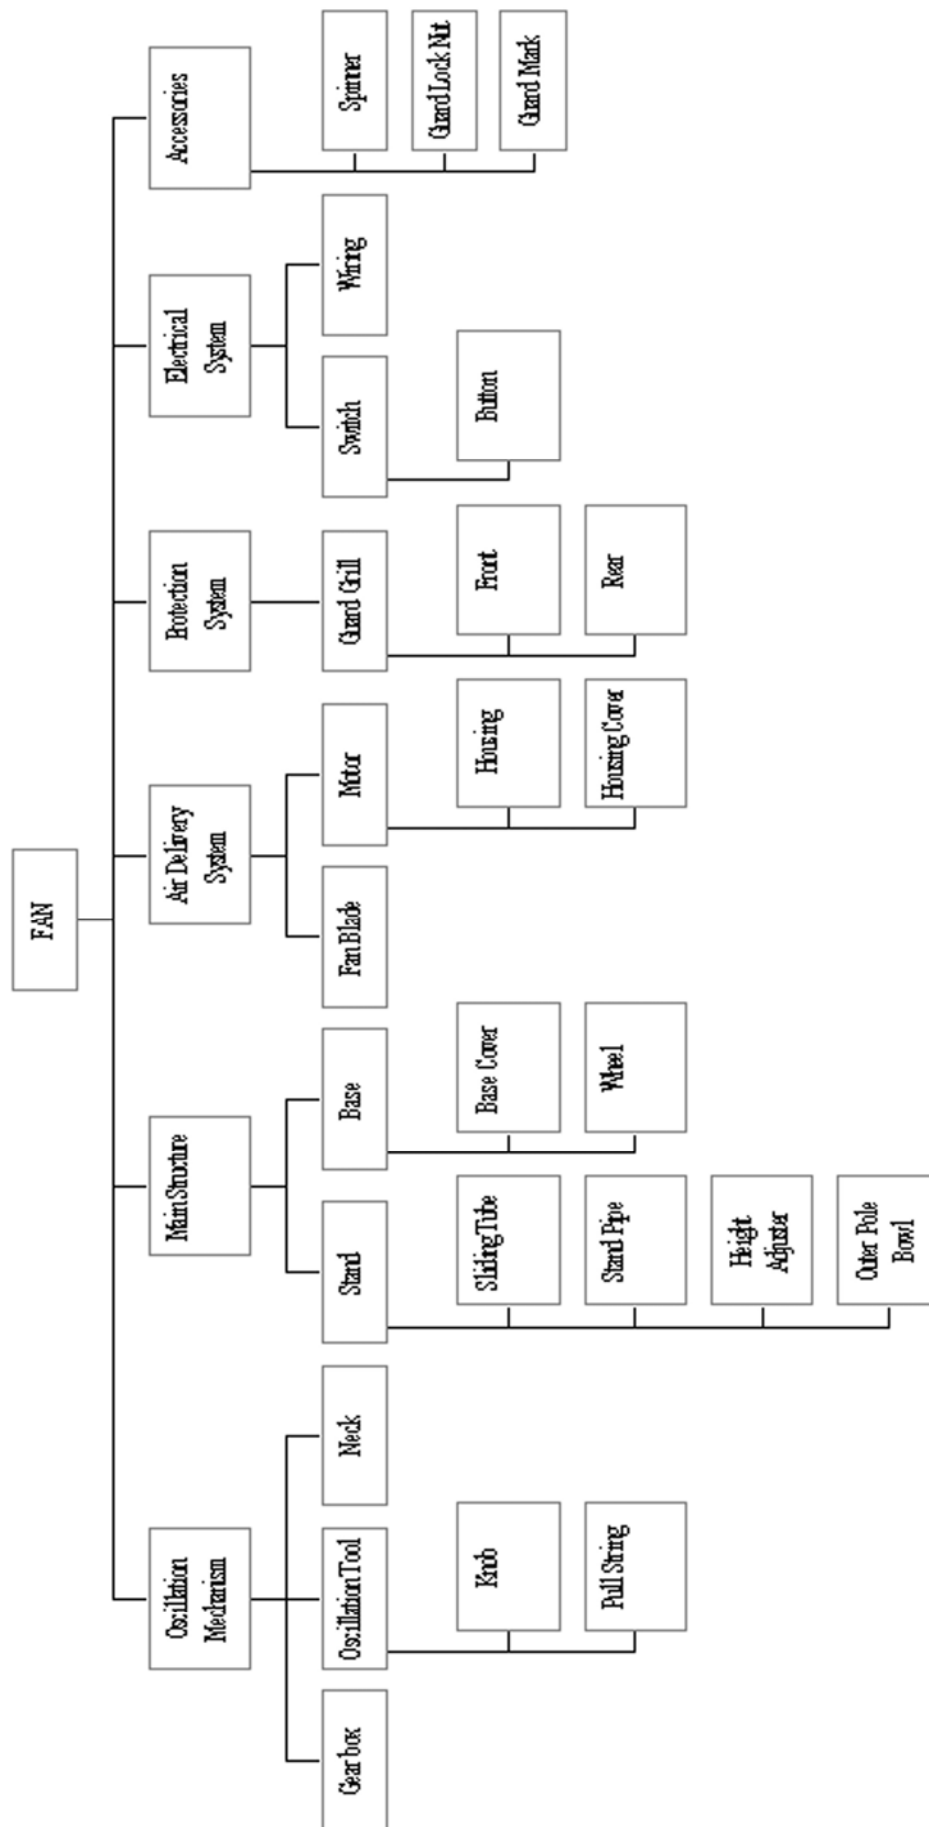 FAN
Oscillation
Mechanism
Main Structure
Air Delivery
System
Protection
System
Electrical
System
Accessories
Gear box
Oscillation Tool
Neck
Stand
Base
Fan Blade
Motor
Guard Grill
Switch
Wiring
Spinner
Guard Lock Nut
Guard Mark
Knob
Pull String
Sliding Tube
Stand Pipe
Height
Adjuster
Outer Pole
Bowl
Base Cover
Wheel
Housing
Housing Cover
Front
Rear
Button